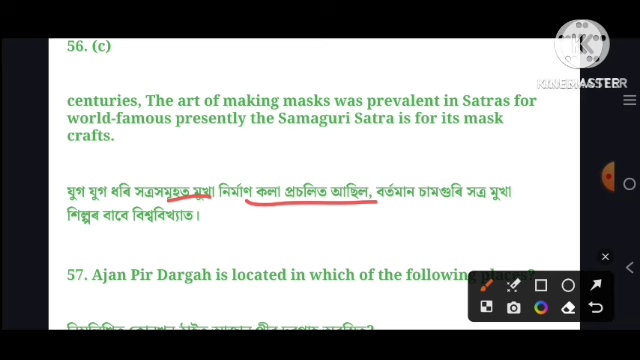 56. (c)
KINEMASTER
centuries, The art of making masks was prevalent in Satras for
world-famous presently the Samaguri Satra is for its mask
crafts.
যুগ যুগ ধৰি সত্ৰসমূহত মুখা নিৰ্মাণ কলা প্ৰচলিত আছিল, বৰ্তমান চামগুৰি সত্ৰ মুখা
শিল্পৰ বাবে বিশ্ববিখ্যাত।
57. Ajan Pir Dargah is located in which of the following places?